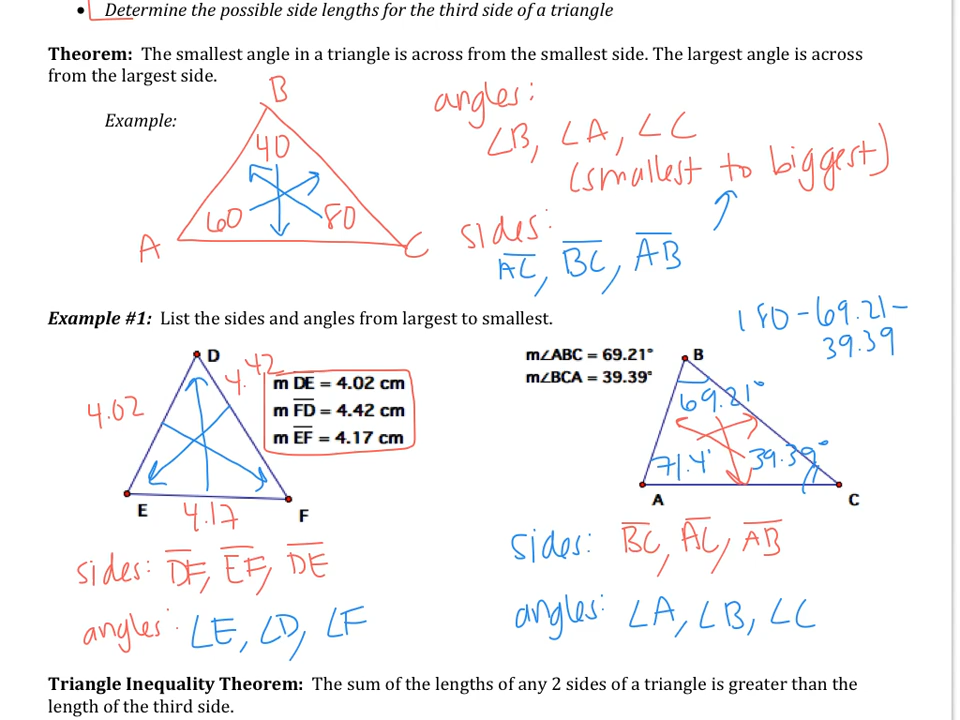 • Determine the possible side lengths for the third side of a triangle
Theorem: The smallest angle in a triangle is across from the smallest side. The largest angle is across
from the largest side.
Example:
B
40
60
80
A
C
angles:
∠B, ∠A, ∠C
(smallest to biggest)
sides:
AC, BC, AB
Example #1: List the sides and angles from largest to smallest.
180-69.21-
39.39
D
4.02
4.42
m DE = 4.02 cm
m FD = 4.42 cm
m EF = 4.17 cm
E
4.17
F
sides: DF, EF, DE
angles: ∠E, ∠D, ∠F
m∠ABC = 69.21°
m∠BCA = 39.39°
B
69.21°
71.4°
39.39°
A
C
sides: BC, AC, AB
angles: ∠A, ∠B, ∠C
Triangle Inequality Theorem: The sum of the lengths of any 2 sides of a triangle is greater than the
length of the third side.